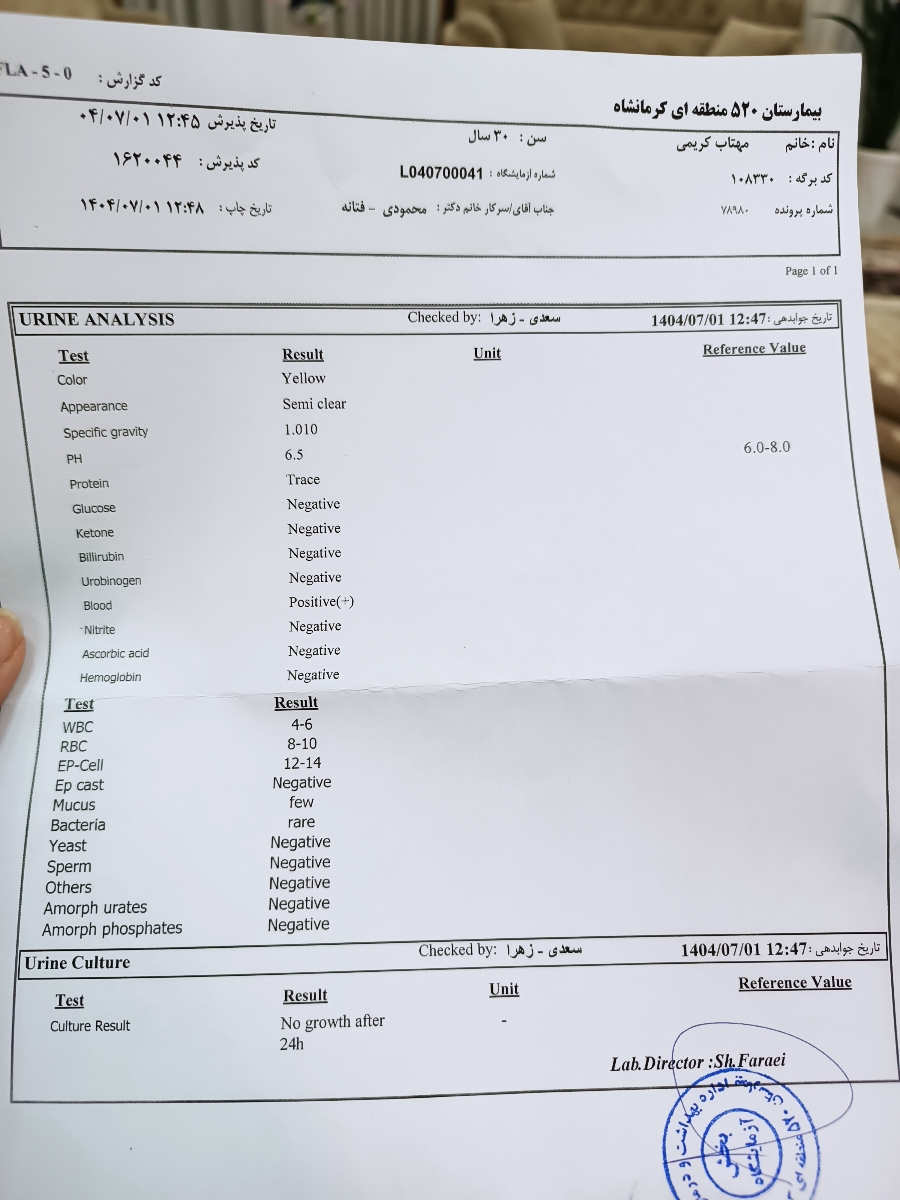 FLA - 5 - 0 کد گزارش :
بیمارستان ۵۲۰ منطقه ای کرمانشاه
نام :خانم مهتاب کریمی سن : ۳۰ سال تاریخ پذیرش ۱۲:۴۵ ۰۴/۰۷/۰۱
کد برگه : ۱۰۸۳۳۰ شماره آزمایشگاه : L040700041 کد پذیرش : ۱۶۲۰۰۴۴
شماره پرونده ۷۸۹۸۰ جناب آقای/سرکار خانم دکتر : محمودی - فتانه تاریخ چاپ : ۱۲:۴۸ ۱۴۰۴/۰۷/۰۱
Page 1 of 1
URINE ANALYSIS Checked by: سعدی - زهرا تاریخ جوابدهی: 1404/07/01 12:47
Test Result Unit Reference Value
Color Yellow
Appearance Semi clear
Specific gravity 1.010
PH 6.5 6.0-8.0
Protein Trace
Glucose Negative
Ketone Negative
Billirubin Negative
Urobinogen Negative
Blood Positive(+)
Nitrite Negative
Ascorbic acid Negative
Hemoglobin Negative
Test Result
WBC 4-6
RBC 8-10
EP-Cell 12-14
Ep cast Negative
Mucus few
Bacteria rare
Yeast Negative
Sperm Negative
Others Negative
Amorph urates Negative
Amorph phosphates Negative
Urine Culture Checked by: سعدی - زهرا تاریخ جوابدهی: 1404/07/01 12:47
Test Result Unit Reference Value
Culture Result No growth after -
24h
Lab.Director :Sh.Faraei
اداره بهداشت و
۵۲۰ منطقه ای
بخش
آزمایشگاه